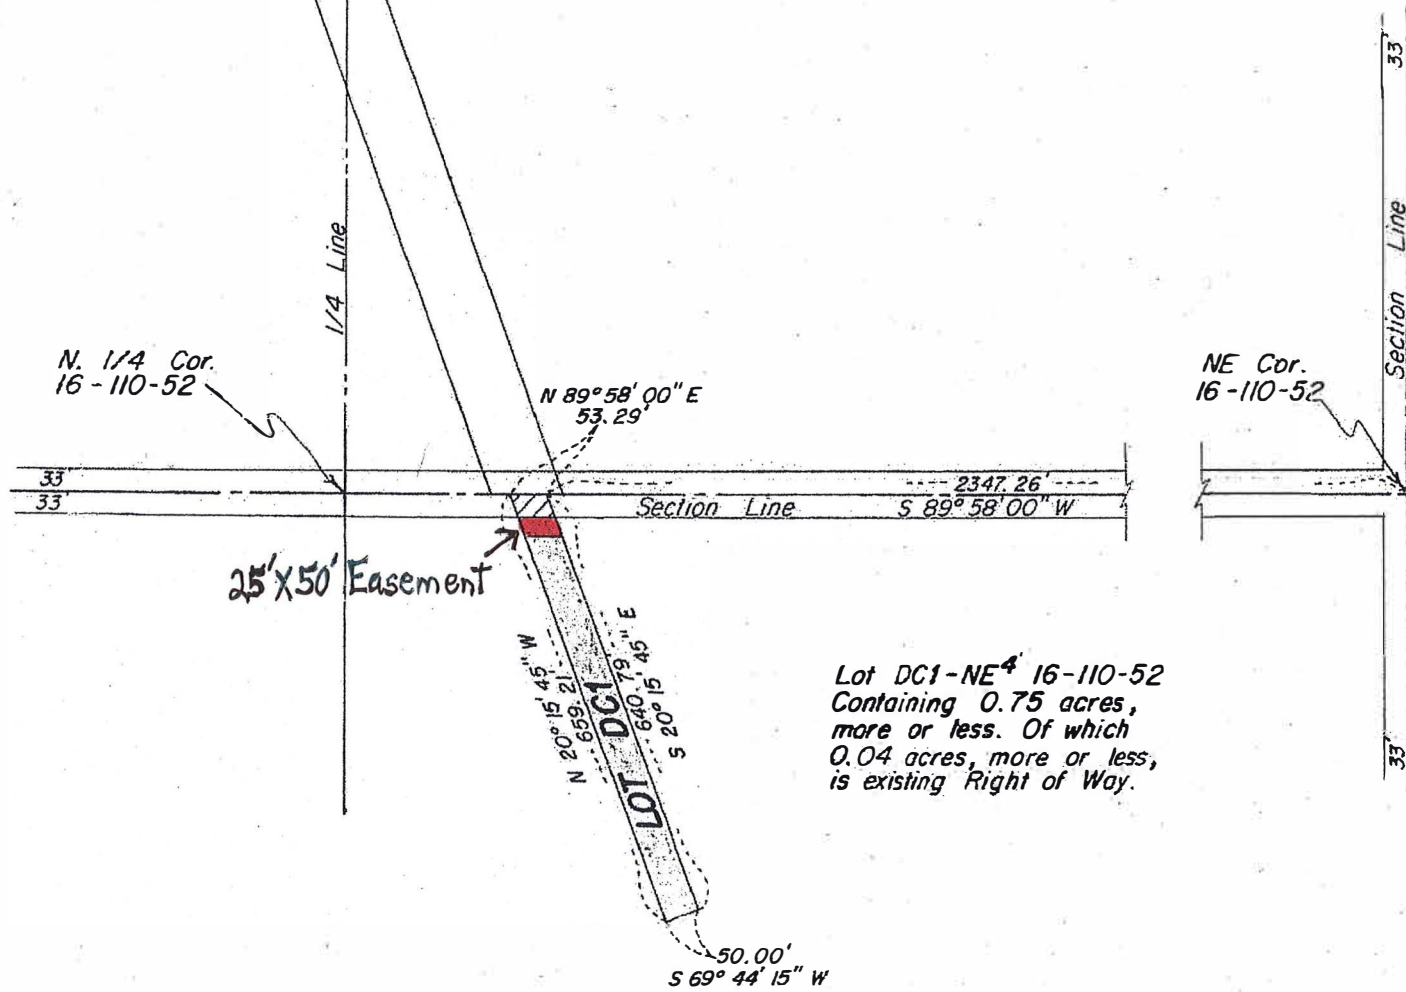 33'
Section Line
1/4 Line
N. 1/4 Cor.
16-110-52
NE Cor.
16-110-52
N 89° 58' 00" E
53.29'
33'
33'
2347.26'
Section Line
S 89° 58' 00" W
25'X50' Easement
N 20° 15' 45" W
659.21'
LOT DC1
640.79'
S 20° 15' 45" E
Lot DC1-NE4 16-110-52
Containing 0.75 acres,
more or less. Of which
0.04 acres, more or less,
is existing Right of Way.
33'
50.00'
S 69° 44' 15" W